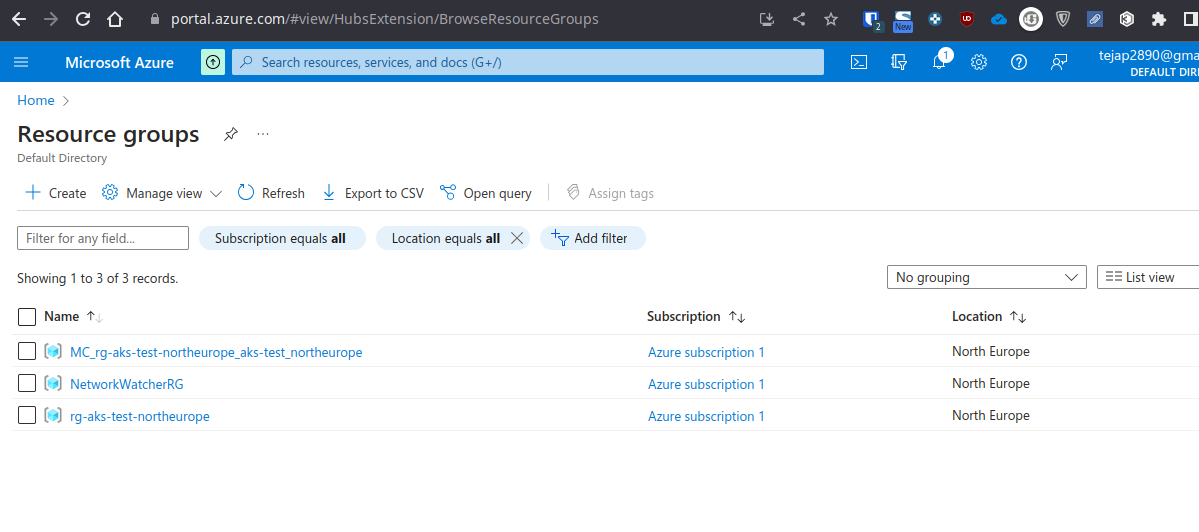 portal.azure.com/#view/HubsExtension/BrowseResourceGroups
2
New
UD
Microsoft Azure
Search resources, services, and docs (G+/)
1
tejap2890@gma
DEFAULT DIRE
Home
Resource groups
Default Directory
Create
Manage view
Refresh
Export to CSV
Open query
Assign tags
Filter for any field...
Subscription equals all
Location equals all
Add filter
Showing 1 to 3 of 3 records.
No grouping
List view
Name
Subscription
Location
MC_rg-aks-test-northeurope_aks-test_northeurope
Azure subscription 1
North Europe
NetworkWatcherRG
Azure subscription 1
North Europe
rg-aks-test-northeurope
Azure subscription 1
North Europe